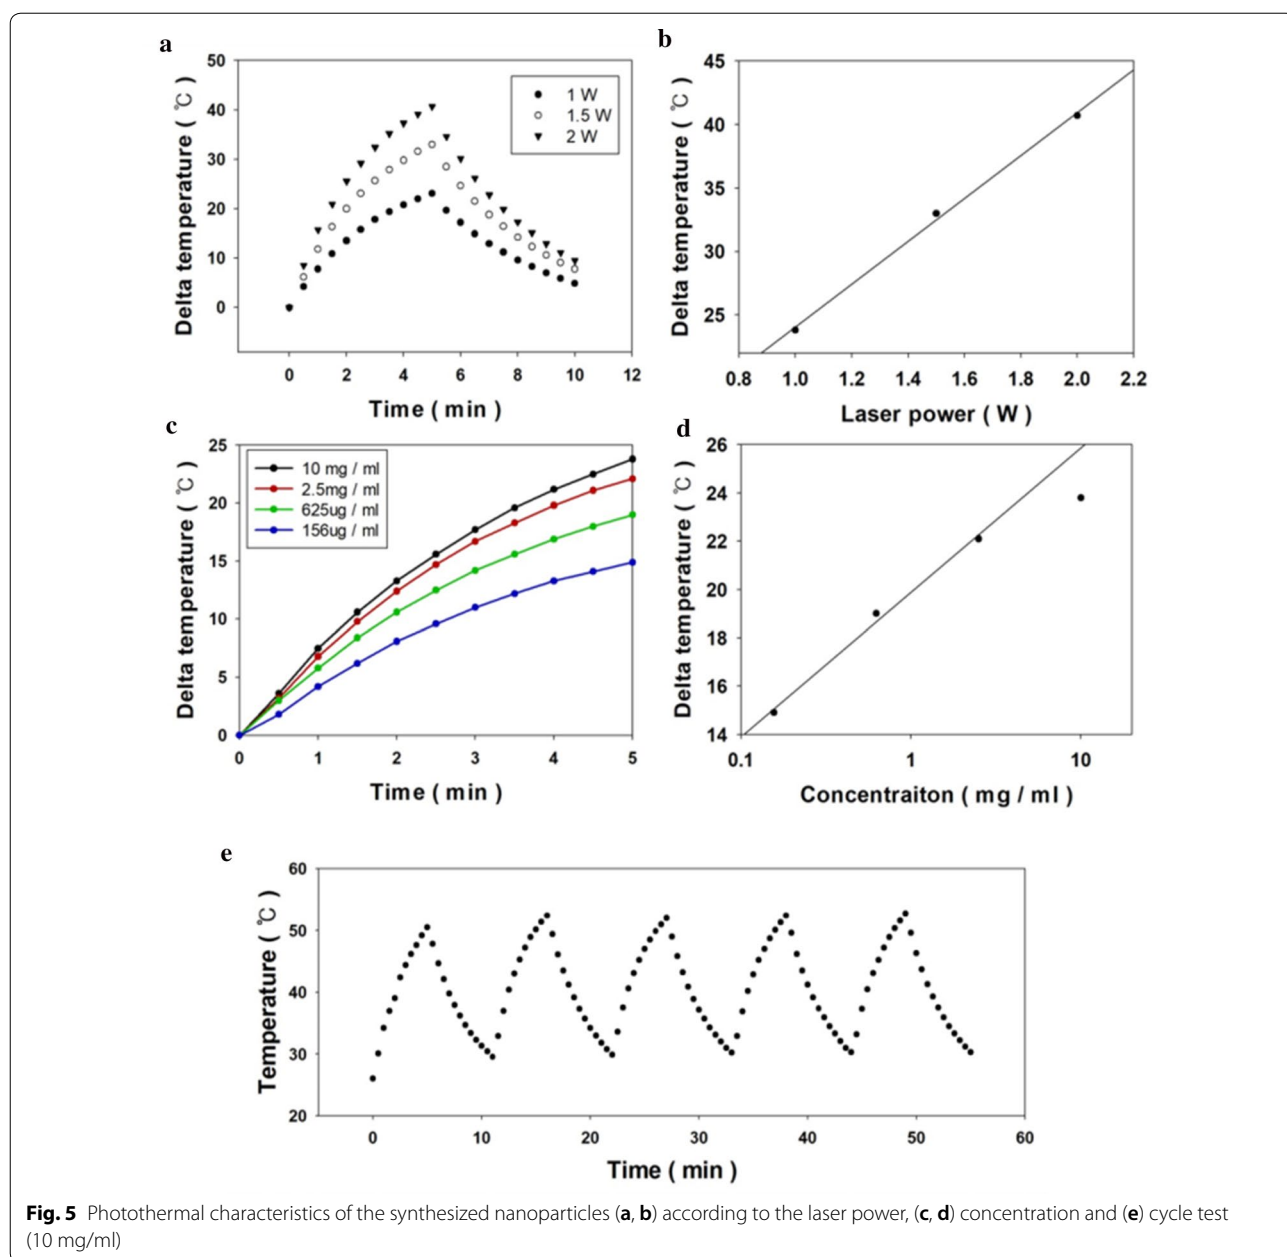 a
50
40
30
20
10
0
Delta temperature ( ℃ )
1 W
1.5 W
2 W
0 2 4 6 8 10 12
Time ( min )
b
45
40
35
30
25
Delta temperature ( ℃ )
0.8 1.0 1.2 1.4 1.6 1.8 2.0 2.2
Laser power ( W )
c
25
20
15
10
5
0
Delta temperature ( ℃ )
10 mg / ml
2.5mg / ml
625ug / ml
156ug / ml
0 1 2 3 4 5
Time ( min )
d
26
24
22
20
18
16
14
Delta temperature ( ℃ )
0.1 1 10
Concentraiton ( mg / ml )
e
60
50
40
30
20
Temperature ( ℃ )
0 10 20 30 40 50 60
Time ( min )
Fig. 5 Photothermal characteristics of the synthesized nanoparticles (a, b) according to the laser power, (c, d) concentration and (e) cycle test
(10 mg/ml)